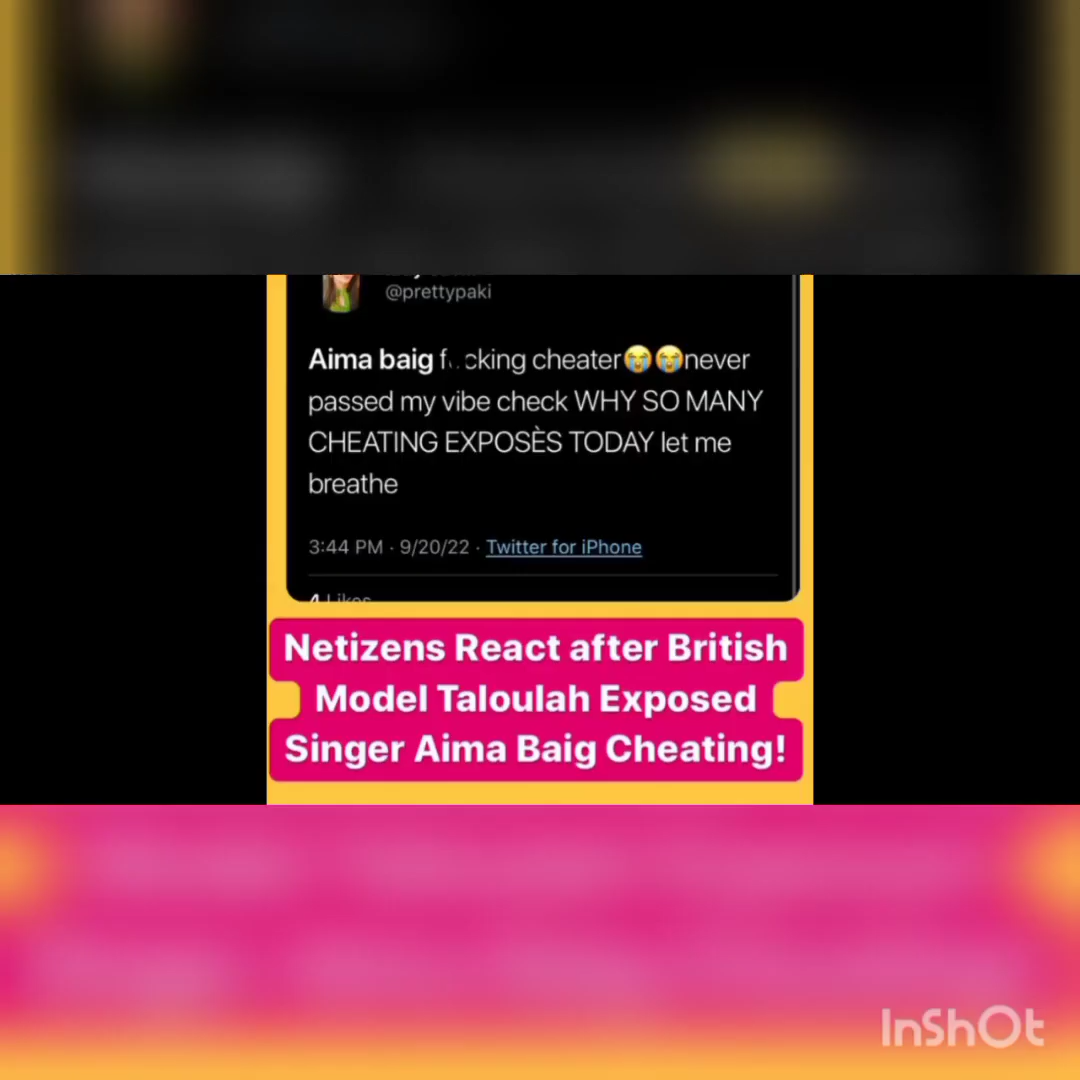 @prettypaki
Aima baig f cking cheater😭😭never
passed my vibe check WHY SO MANY
CHEATING EXPOSÈS TODAY let me
breathe
3:44 PM · 9/20/22 · Twitter for iPhone
4 Likes
Netizens React after British
Model Taloulah Exposed
Singer Aima Baig Cheating!
InShOt